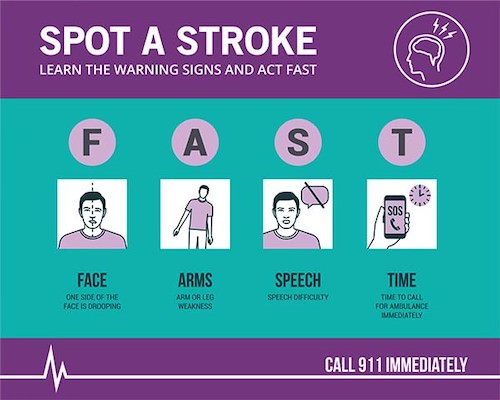 SPOT A STROKE
LEARN THE WARNING SIGNS AND ACT FAST
F A S T
SOS
FACE
ONE SIDE OF THE
FACE IS DROOPING
ARMS
ARM OR LEG
WEAKNESS
SPEECH
SPEECH DIFFICULTY
TIME
TIME TO CALL
FOR AMBULANCE
IMMEDIATELY
CALL 911 IMMEDIATELY